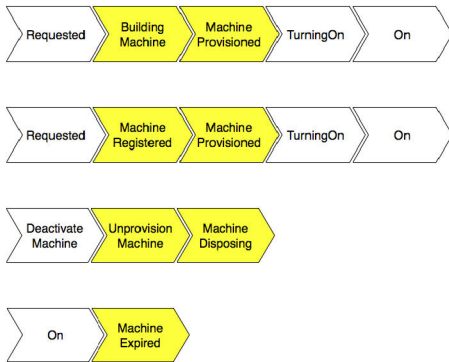 Requested
Building
Machine
Machine
Provisioned
TurningOn
On
Requested
Machine
Registered
Machine
Provisioned
TurningOn
On
Deactivate
Machine
Unprovision
Machine
Machine
Disposing
On
Machine
Expired